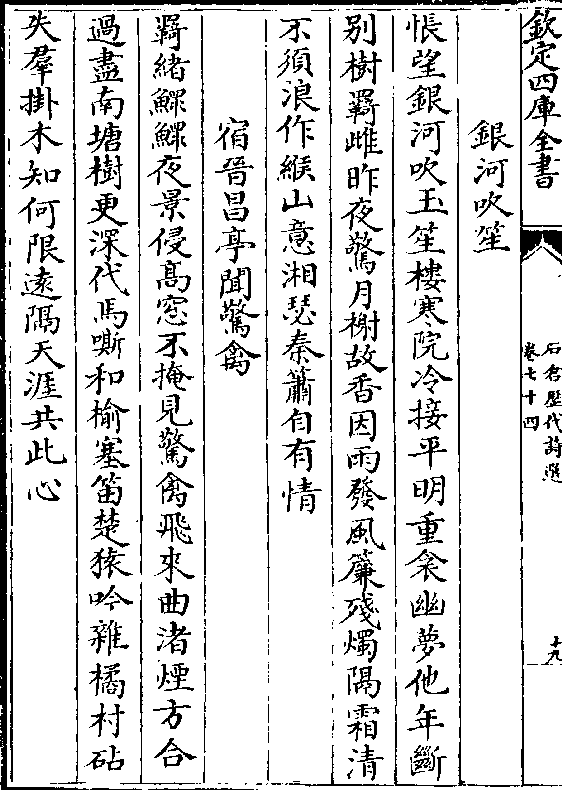 欽定四庫全書
石倉歷代詩選
卷七十四
十九
銀河吹笙
悵望銀河吹玉笙樓寒院冷接平明重衾幽夢他年斷
别樹羇雌昨夜驚月榭故香因雨發風簾殘燭隔霜清
不須浪作緱山意湘瑟秦簫自有情
宿晉昌亭聞驚禽
羇緒鰥鰥夜景侵髙窓不掩見驚禽飛來曲渚煙方合
過盡南塘樹更深代馬嘶和榆塞笛楚猿吟雜橘村砧
失羣掛木知何限遠隔天涯共此心